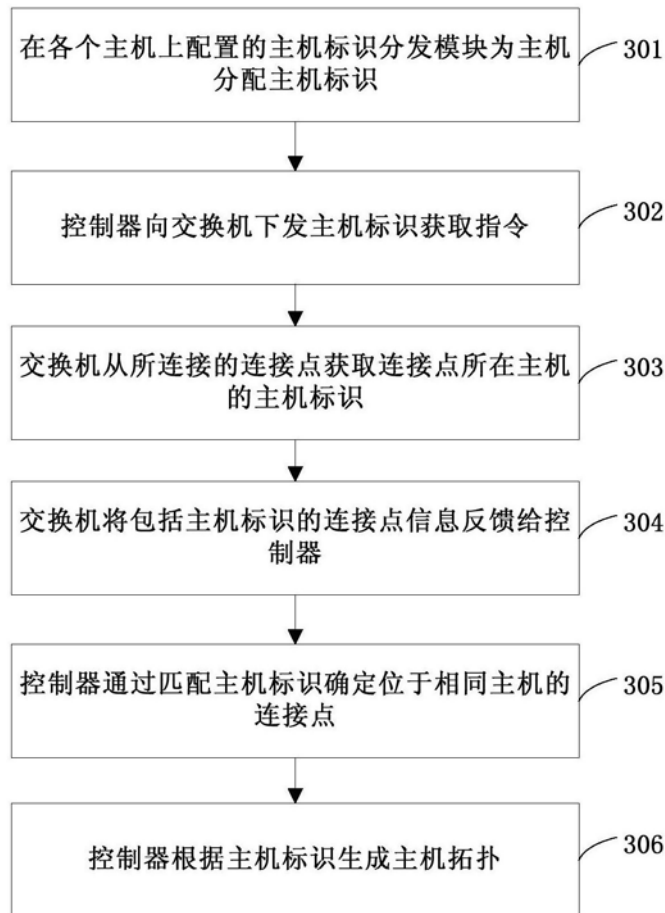 在各个主机上配置的主机标识分发模块为主机
分配主机标识
301
控制器向交换机下发主机标识获取指令
302
交换机从所连接的连接点获取连接点所在主机
的主机标识
303
交换机将包括主机标识的连接点信息反馈给控
制器
304
控制器通过匹配主机标识确定位于相同主机的
连接点
305
控制器根据主机标识生成主机拓扑
306